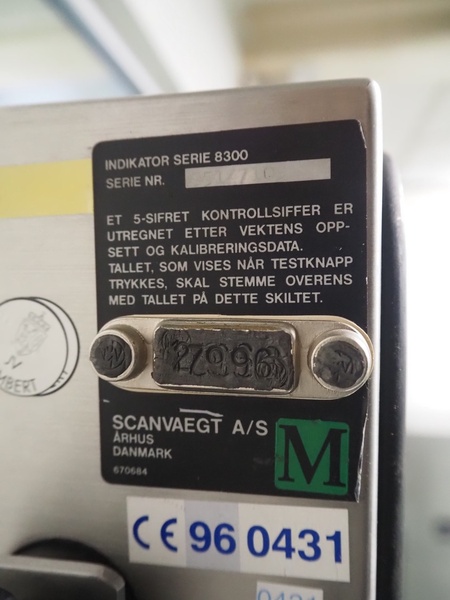 INDIKATOR SERIE 8300
SERIE NR.
ET 5-SIFRET KONTROLLSIFFER ER
UTREGNET ETTER VEKTENS OPP-
SETT OG KALIBRERINGSDATA.
TALLET, SOM VISES NÅR TESTKNAPP
TRYKKES, SKAL STEMME OVERENS
MED TALLET PÅ DETTE SKILTET.
SCANVAEGT A/S
ÅRHUS
DANMARK
670684
M
CE 96 0431